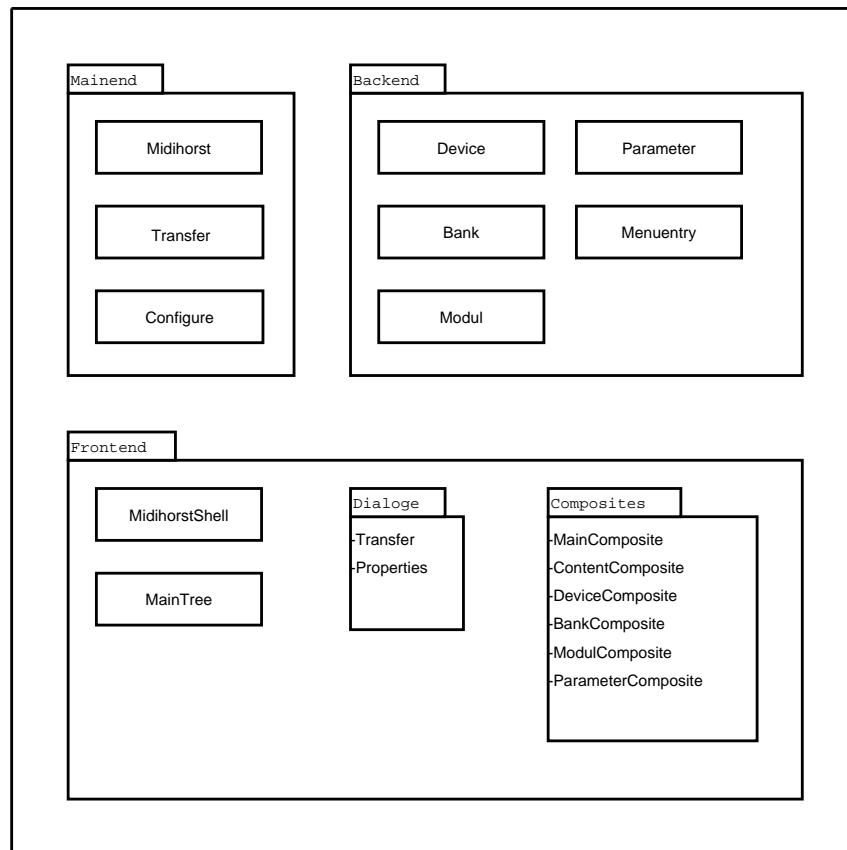 Mainend
Midihorst
Transfer
Configure
Backend
Device
Parameter
Bank
Menuentry
Modul
Frontend
MidihorstShell
MainTree
Dialoge
-Transfer
-Properties
Composites
-MainComposite
-ContentComposite
-DeviceComposite
-BankComposite
-ModulComposite
-ParameterComposite